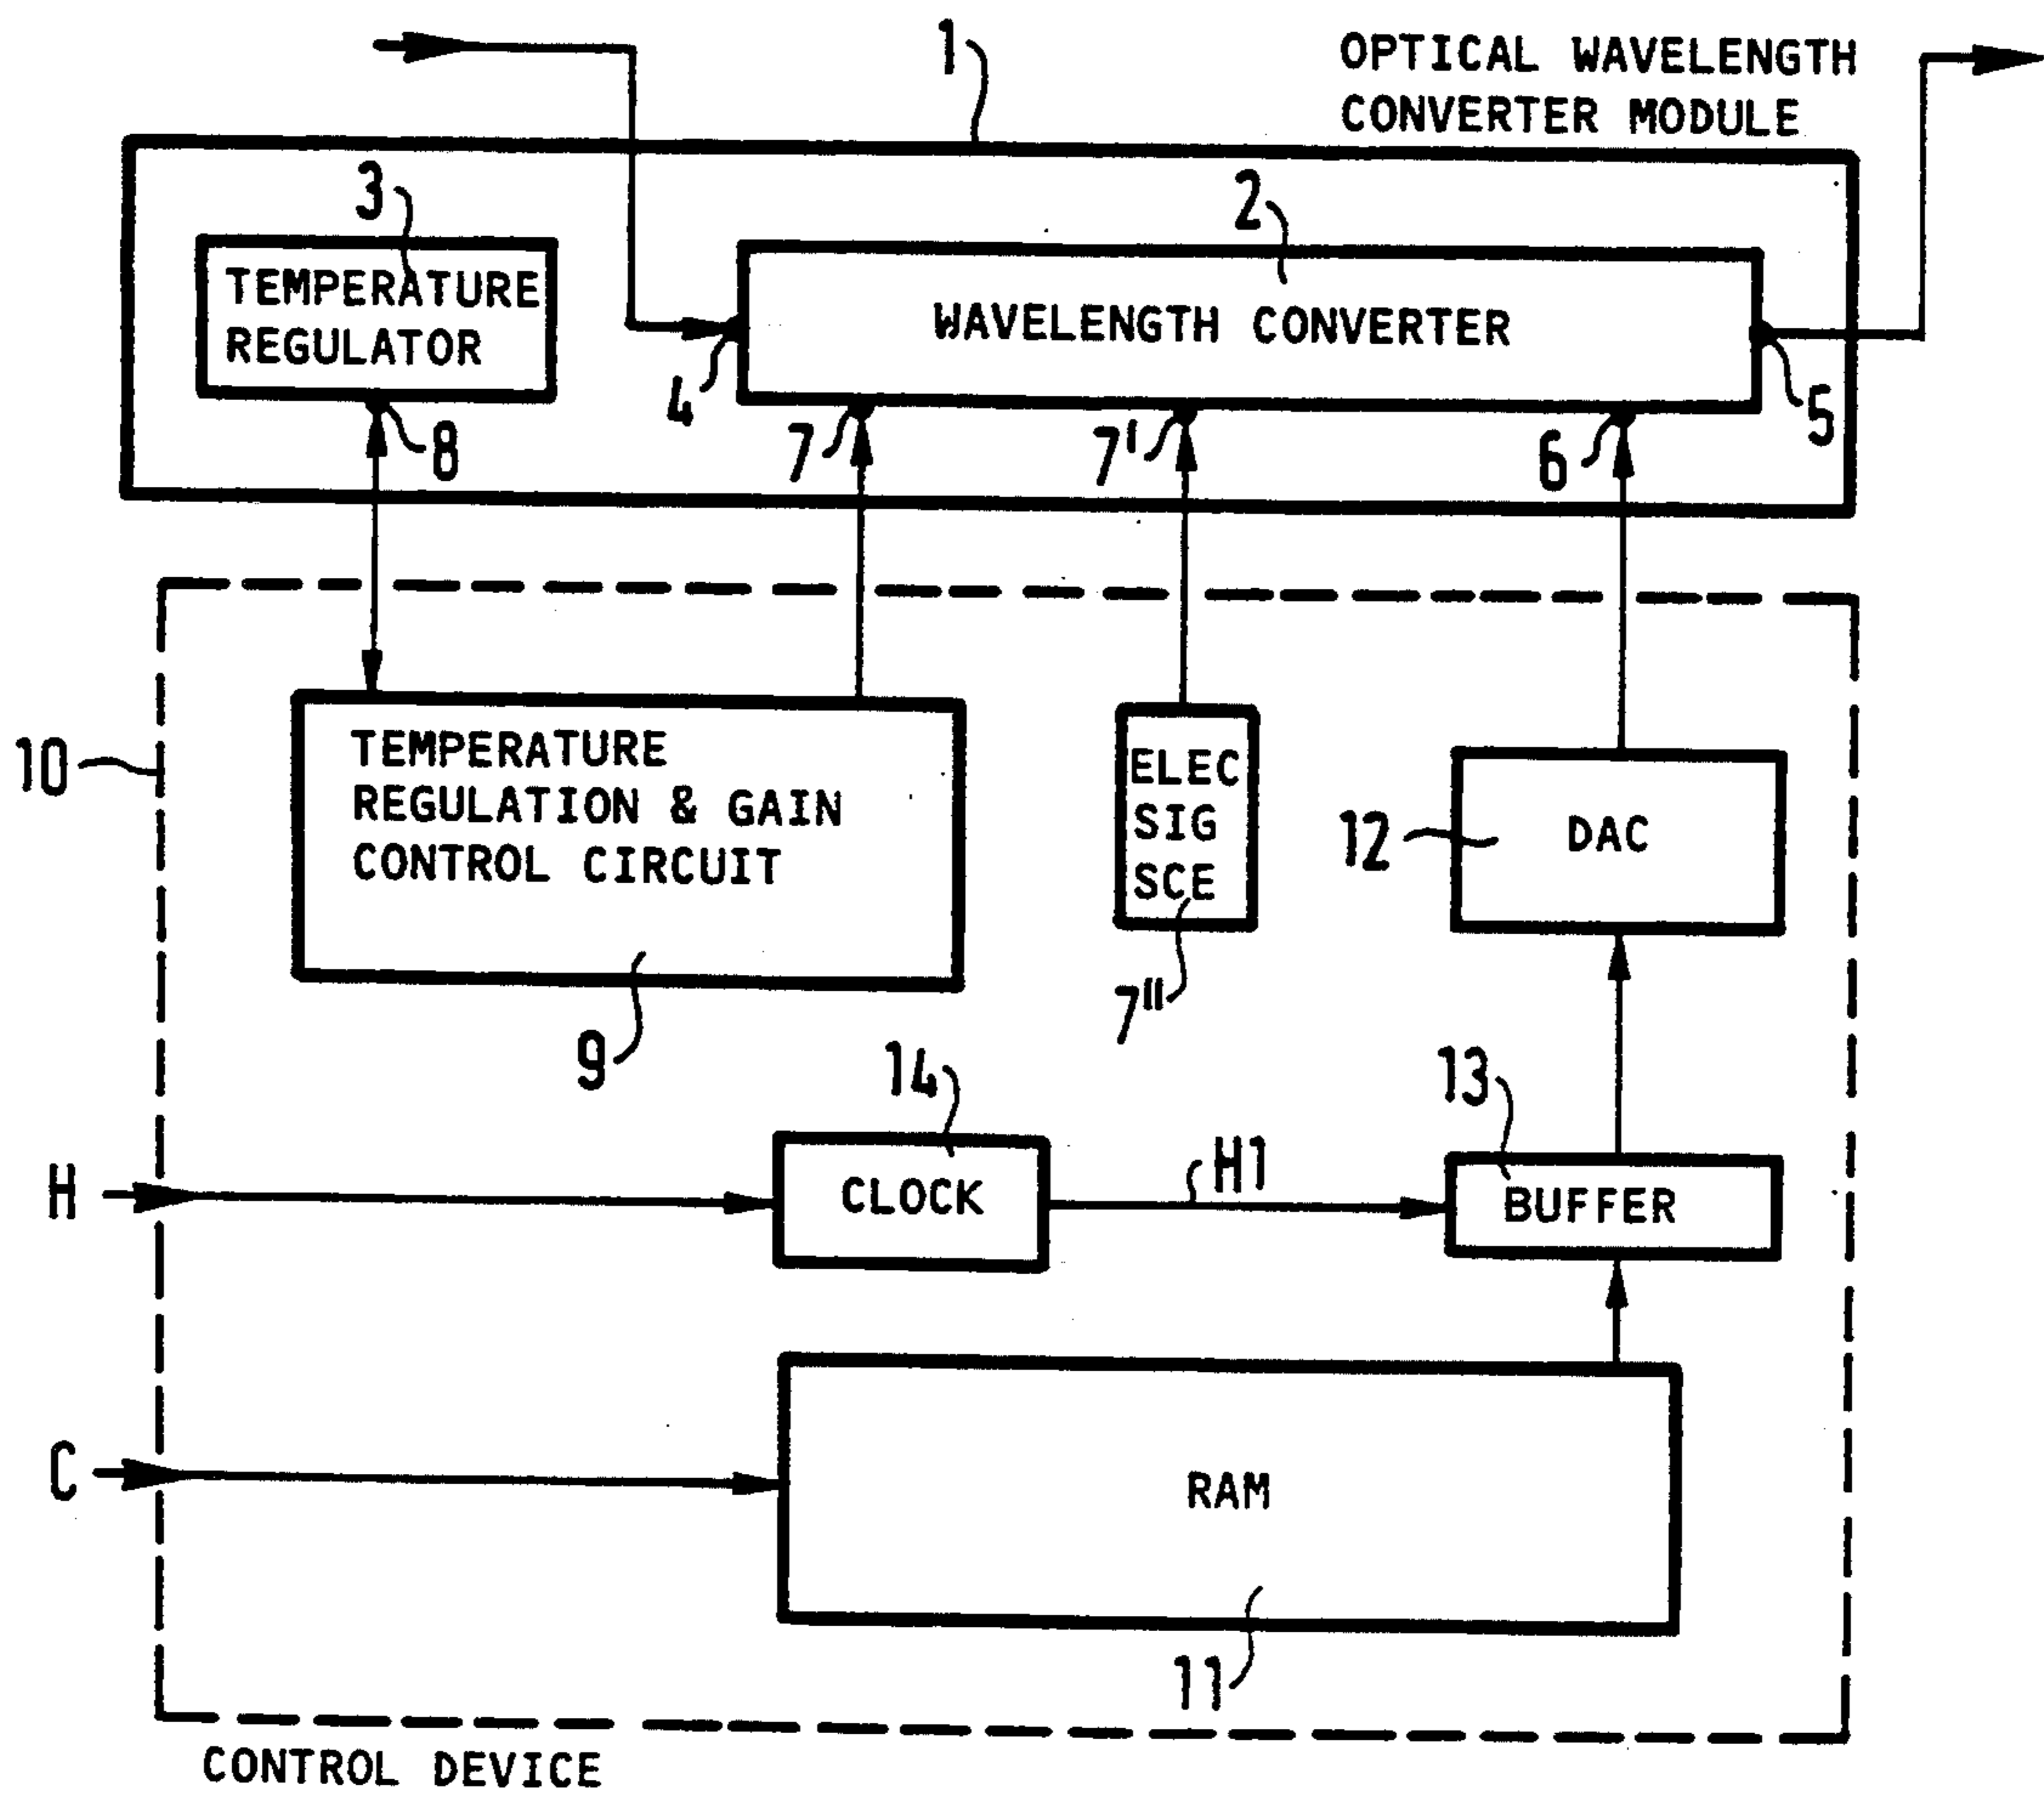 1
OPTICAL WAVELENGTH
CONVERTER MODULE
3
2
TEMPERATURE
REGULATOR
WAVELENGTH CONVERTER
4
5
8
7
7'
6
10
TEMPERATURE
REGULATION & GAIN
CONTROL CIRCUIT
ELEC
SIG
SCE
12
DAC
7"
9
14
13
H
CLOCK
H1
BUFFER
C
RAM
11
CONTROL DEVICE